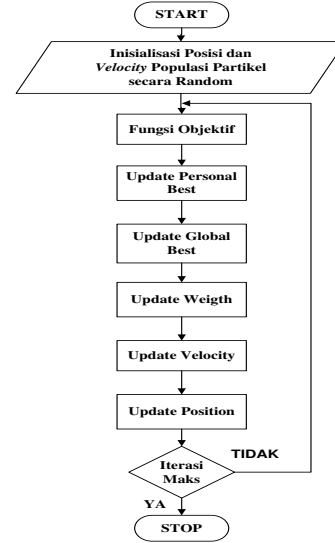 START
Inisialisasi Posisi dan
Velocity Populasi Partikel
secara Random
Fungsi Objektif
Update Personal
Best
Update Global
Best
Update Weigth
Update Velocity
Update Position
Iterasi
Maks
TIDAK
YA
STOP